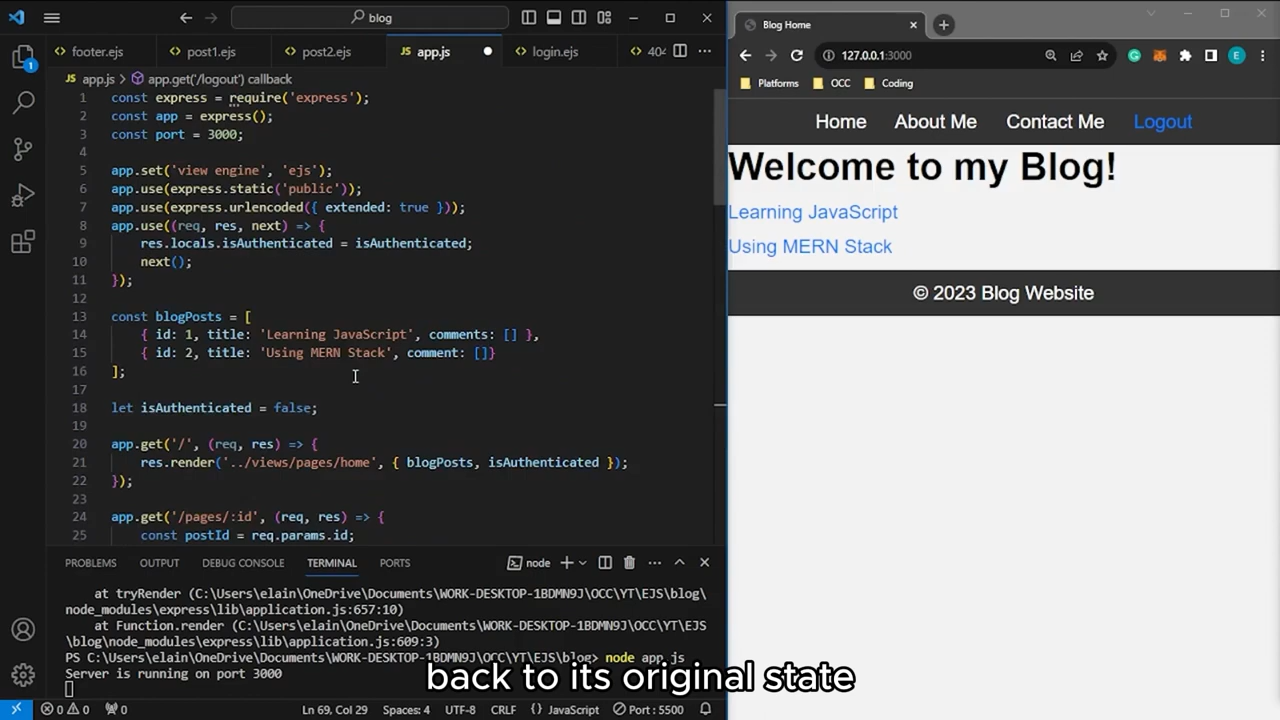 blog
footer.ejs
post1.ejs
post2.ejs
app.js
login.ejs
404
app.js > app.get('/logout') callback
1 const express = require('express');
2 const app = express();
3 const port = 3000;
4
5 app.set('view engine', 'ejs');
6 app.use(express.static('public'));
7 app.use(express.urlencoded({ extended: true }));
8 app.use((req, res, next) => {
9 res.locals.isAuthenticated = isAuthenticated;
10 next();
11 });
12
13 const blogPosts = [
14 { id: 1, title: 'Learning JavaScript', comments: [] },
15 { id: 2, title: 'Using MERN Stack', comment: []}
16 ];
17
18 let isAuthenticated = false;
19
20 app.get('/', (req, res) => {
21 res.render('../views/pages/home', { blogPosts, isAuthenticated });
22 });
23
24 app.get('/pages/:id', (req, res) => {
25 const postId = req.params.id;
PROBLEMS OUTPUT DEBUG CONSOLE TERMINAL PORTS
node
at tryRender (C:\Users\elain\OneDrive\Documents\WORK-DESKTOP-1BDMN9J\OCC\YT\EJS\blog\
node_modules\express\lib\application.js:657:10)
at Function.render (C:\Users\elain\OneDrive\Documents\WORK-DESKTOP-1BDMN9J\OCC\YT\EJS
\blog\node_modules\express\lib\application.js:609:3)
PS C:\Users\elain\OneDrive\Documents\WORK-DESKTOP-1BDMN9J\OCC\YT\EJS\blog> node app.js
Server is running on port 3000
0 0 0 Ln 69, Col 29 Spaces: 4 UTF-8 CRLF {} JavaScript Port : 5500
1
Blog Home
127.0.0.1:3000
E
Platforms OCC Coding
Home About Me Contact Me Logout
Welcome to my Blog!
Learning JavaScript
Using MERN Stack
© 2023 Blog Website
back to its original state